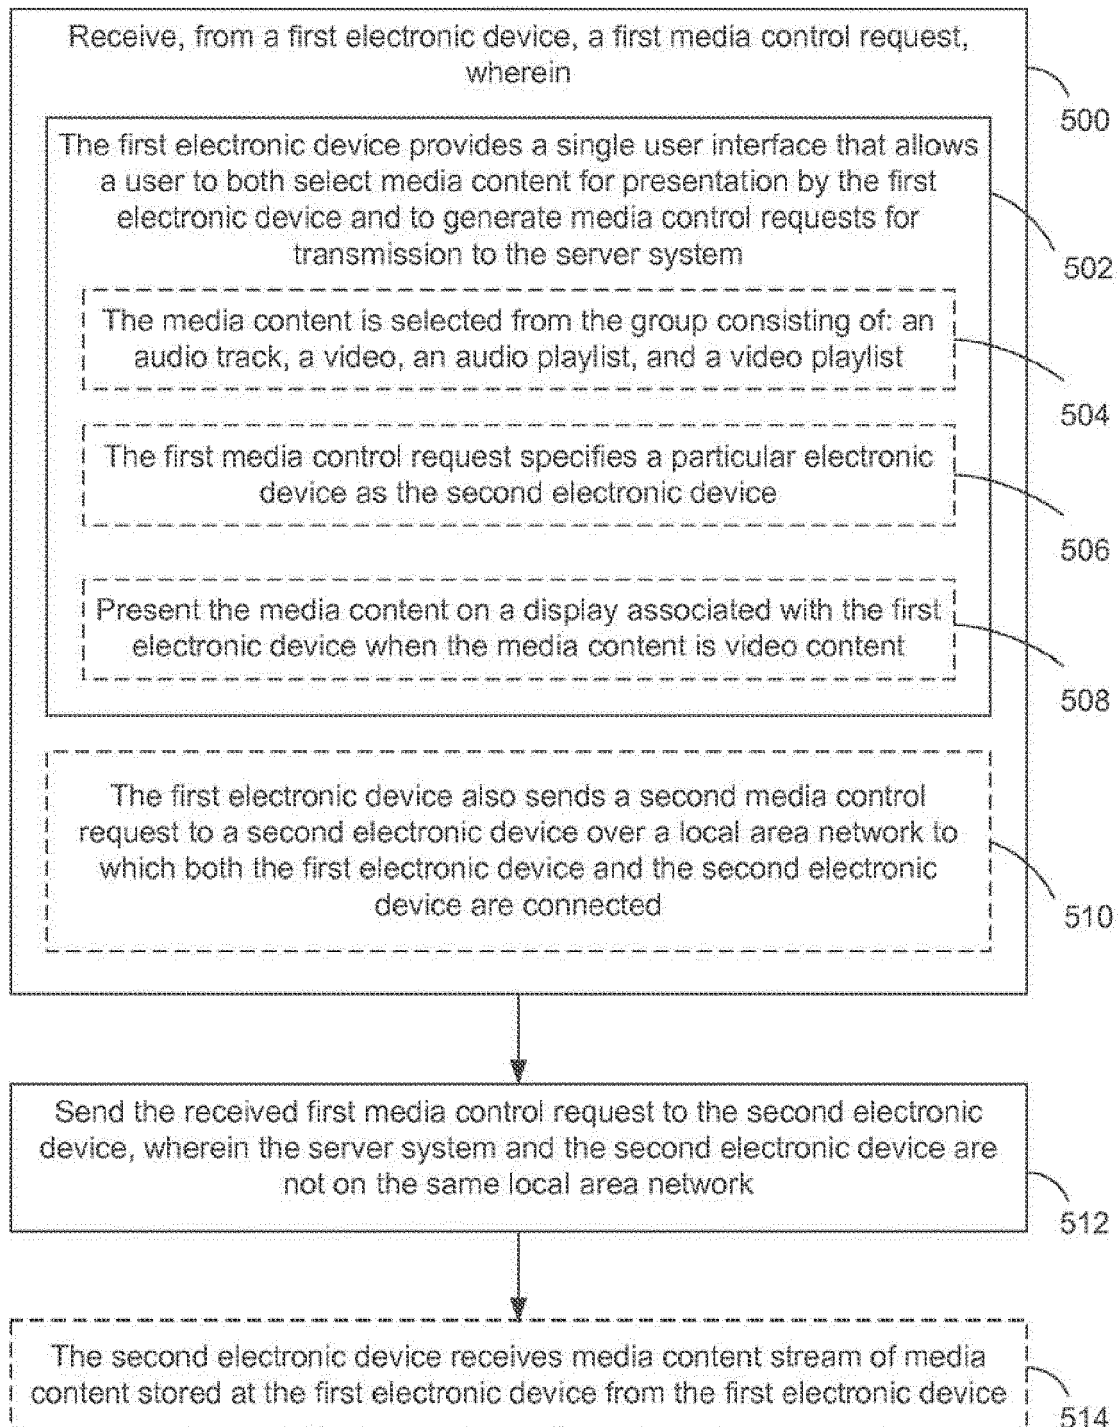 Receive, from a first electronic device, a first media control request,
wherein
500
The first electronic device provides a single user interface that allows
a user to both select media content for presentation by the first
electronic device and to generate media control requests for
transmission to the server system
502
The media content is selected from the group consisting of: an
audio track, a video, an audio playlist, and a video playlist
504
The first media control request specifies a particular electronic
device as the second electronic device
506
Present the media content on a display associated with the first
electronic device when the media content is video content
508
The first electronic device also sends a second media control
request to a second electronic device over a local area network to
which both the first electronic device and the second electronic
device are connected
510
Send the received first media control request to the second electronic
device, wherein the server system and the second electronic device are
not on the same local area network
512
The second electronic device receives media content stream of media
content stored at the first electronic device from the first electronic device
514